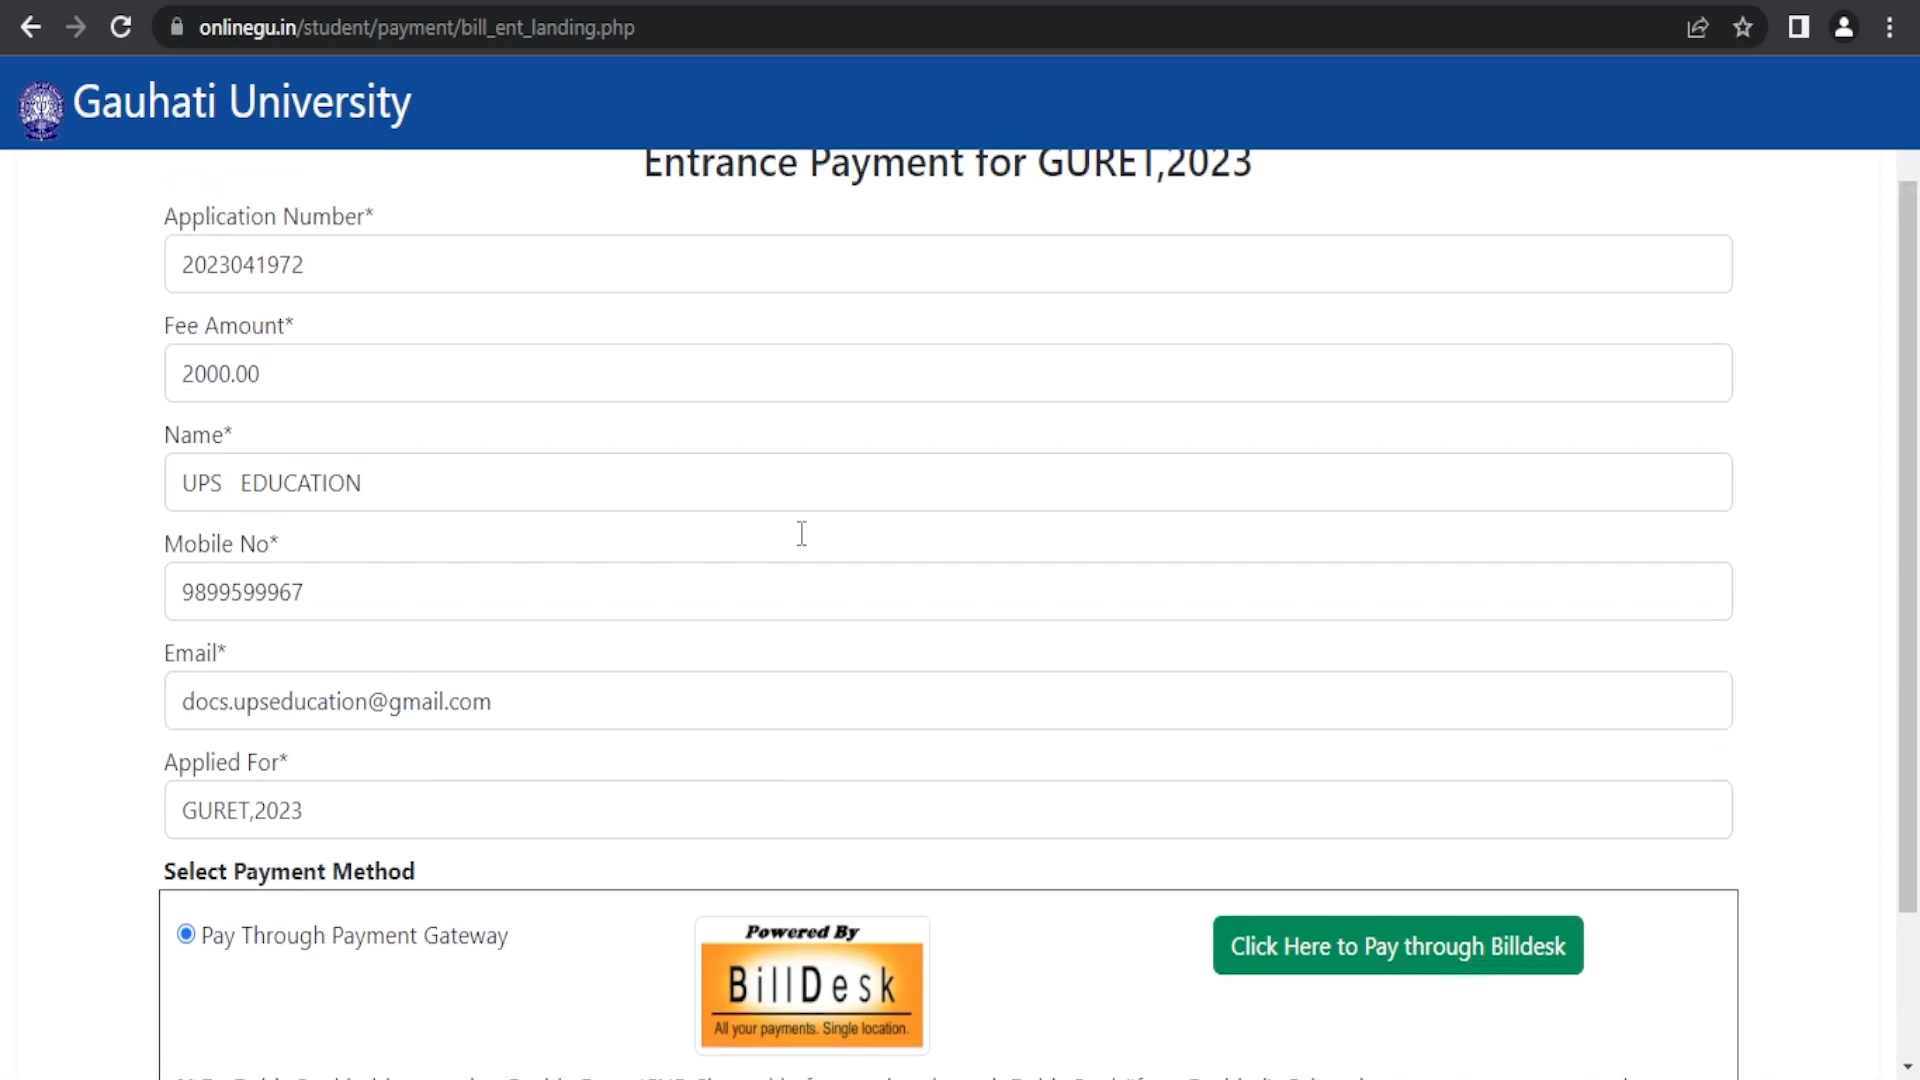 onlinegu.in/student/payment/bill_ent_landing.php
Gauhati University
Entrance Payment for GURET,2023
Application Number*
2023041972
Fee Amount*
2000.00
Name*
UPS EDUCATION
Mobile No*
9899599967
Email*
docs.upseducation@gmail.com
Applied For*
GURET,2023
Select Payment Method
Pay Through Payment Gateway
Powered By
BillDesk
All your payments. Single location.
Click Here to Pay through Billdesk